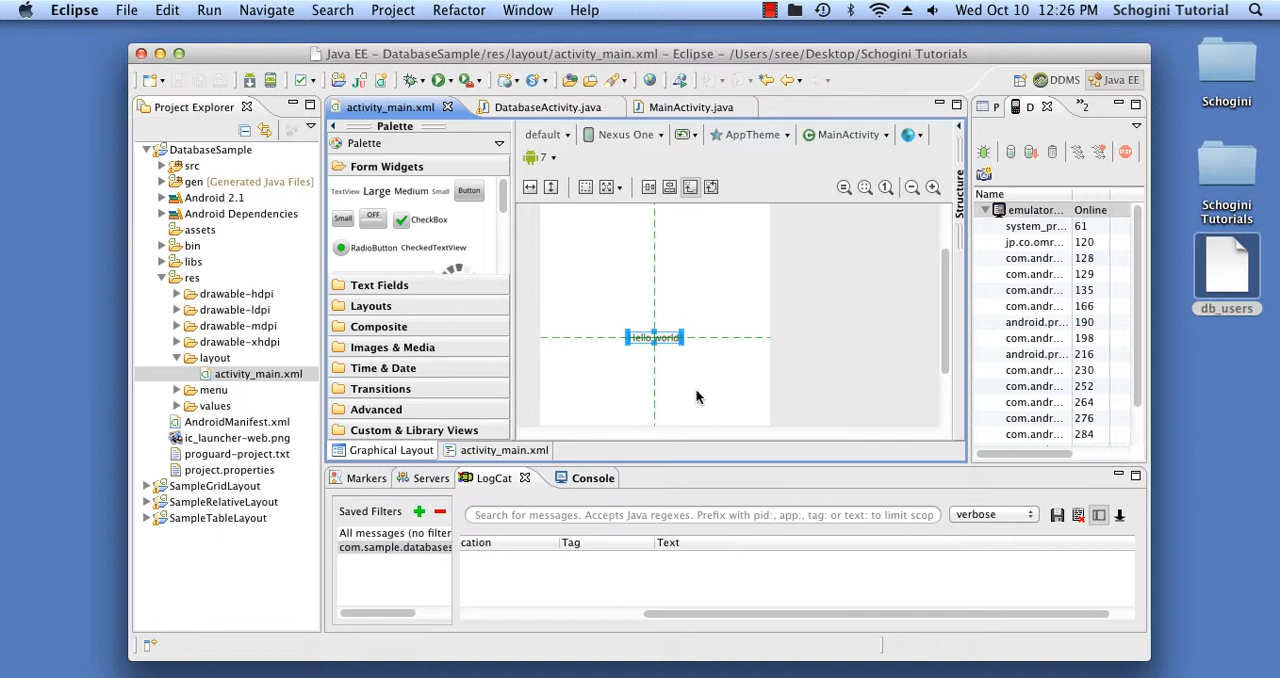 Eclipse File Edit Run Navigate Search Project Refactor Window Help Wed Oct 10 12:26 PM Schogini Tutorial
Java EE – DatabaseSample/res/layout/activity_main.xml – Eclipse – /Users/sree/Desktop/Schogini Tutorials
DDMS Java EE
Project Explorer
DatabaseSample
src
gen [Generated Java Files]
Android 2.1
Android Dependencies
assets
bin
libs
res
drawable-hdpi
drawable-ldpi
drawable-mdpi
drawable-xhdpi
layout
activity_main.xml
menu
values
AndroidManifest.xml
ic_launcher-web.png
proguard-project.txt
project.properties
SampleGridLayout
SampleRelativeLayout
SampleTableLayout
activity_main.xml DatabaseActivity.java MainActivity.java
Palette
Palette
Form Widgets
TextView Large Medium Small Button
Small OFF CheckBox
RadioButton CheckedTextView
Text Fields
Layouts
Composite
Images & Media
Time & Date
Transitions
Advanced
Custom & Library Views
default Nexus One AppTheme MainActivity
7
Hello world
Structure
Graphical Layout activity_main.xml
P D »2
Name
emulator... Online
system_pr... 61
jp.co.omr... 120
com.andr... 128
com.andr... 129
com.andr... 135
com.andr... 166
android.pr... 190
com.andr... 198
android.pr... 216
com.andr... 230
com.andr... 252
com.andr... 264
com.andr... 276
com.andr... 284
Markers Servers LogCat Console
Saved Filters
All messages (no filter
com.sample.databases
Search for messages. Accepts Java regexes. Prefix with pid:, app:, tag: or text: to limit scop
verbose
cation Tag Text
Schogini
Schogini
Tutorials
db_users